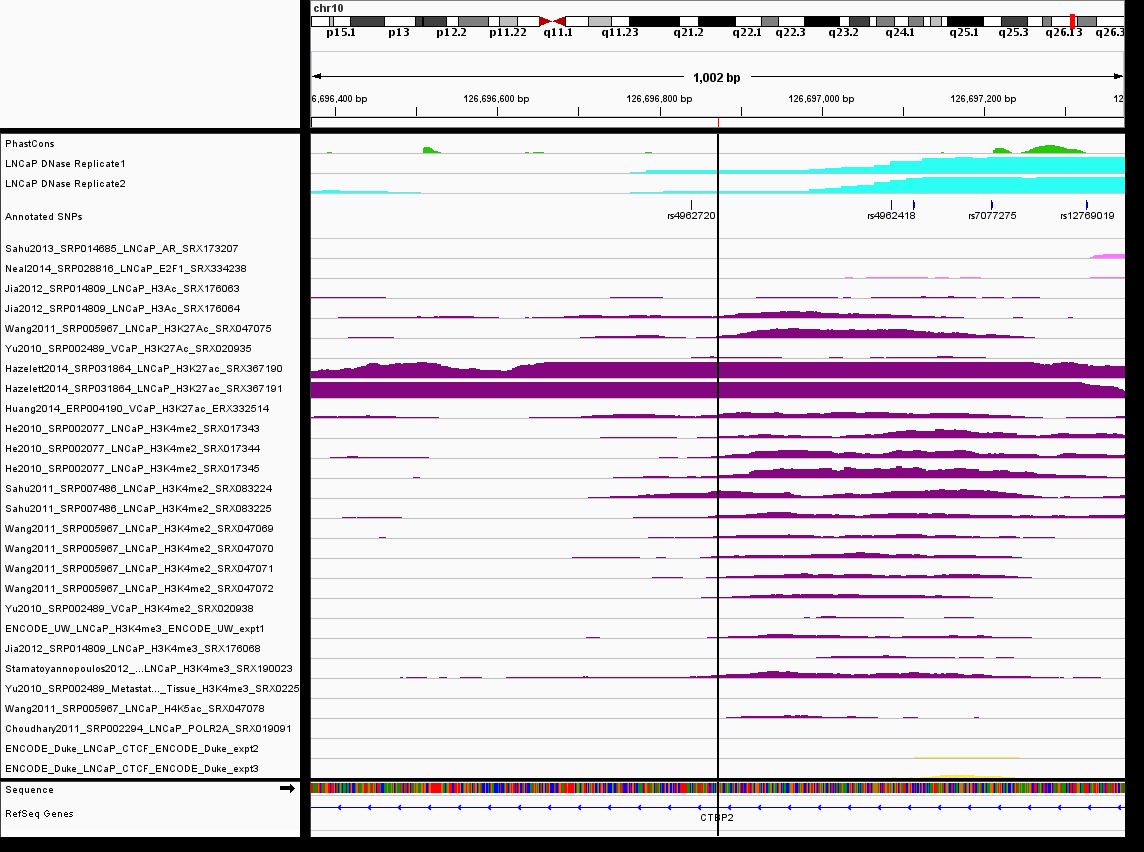 chr10
p15.1 p13 p12.2 p11.22 q11.1 q11.23 q21.2 q22.1 q22.3 q23.2 q24.1 q25.1 q25.3 q26.13 q26.3
1,002 bp
6,696,400 bp 126,696,600 bp 126,696,800 bp 126,697,000 bp 126,697,200 bp 12
PhastCons
LNCaP DNase Replicate1
LNCaP DNase Replicate2
Annotated SNPs
rs4962720 rs4962418 rs7077275 rs12769019
Sahu2013_SRP014685_LNCaP_AR_SRX173207
Neal2014_SRP028816_LNCaP_E2F1_SRX334238
Jia2012_SRP014809_LNCaP_H3Ac_SRX176063
Jia2012_SRP014809_LNCaP_H3Ac_SRX176064
Wang2011_SRP005967_LNCaP_H3K27Ac_SRX047075
Yu2010_SRP002489_VCaP_H3K27Ac_SRX020935
Hazelett2014_SRP031864_LNCaP_H3K27ac_SRX367190
Hazelett2014_SRP031864_LNCaP_H3K27ac_SRX367191
Huang2014_ERP004190_VCaP_H3K27ac_ERX332514
He2010_SRP002077_LNCaP_H3K4me2_SRX017343
He2010_SRP002077_LNCaP_H3K4me2_SRX017344
He2010_SRP002077_LNCaP_H3K4me2_SRX017345
Sahu2011_SRP007486_LNCaP_H3K4me2_SRX083224
Sahu2011_SRP007486_LNCaP_H3K4me2_SRX083225
Wang2011_SRP005967_LNCaP_H3K4me2_SRX047069
Wang2011_SRP005967_LNCaP_H3K4me2_SRX047070
Wang2011_SRP005967_LNCaP_H3K4me2_SRX047071
Wang2011_SRP005967_LNCaP_H3K4me2_SRX047072
Yu2010_SRP002489_VCaP_H3K4me2_SRX020938
ENCODE_UW_LNCaP_H3K4me3_ENCODE_UW_expt1
Jia2012_SRP014809_LNCaP_H3K4me3_SRX176068
Stamatoyannopoulos2012_..._LNCaP_H3K4me3_SRX190023
Yu2010_SRP002489_Metastat..._Tissue_H3K4me3_SRX0225
Wang2011_SRP005967_LNCaP_H4K5ac_SRX047078
Choudhary2011_SRP002294_LNCaP_POLR2A_SRX019091
ENCODE_Duke_LNCaP_CTCF_ENCODE_Duke_expt2
ENCODE_Duke_LNCaP_CTCF_ENCODE_Duke_expt3
Sequence
RefSeq Genes
CTBP2